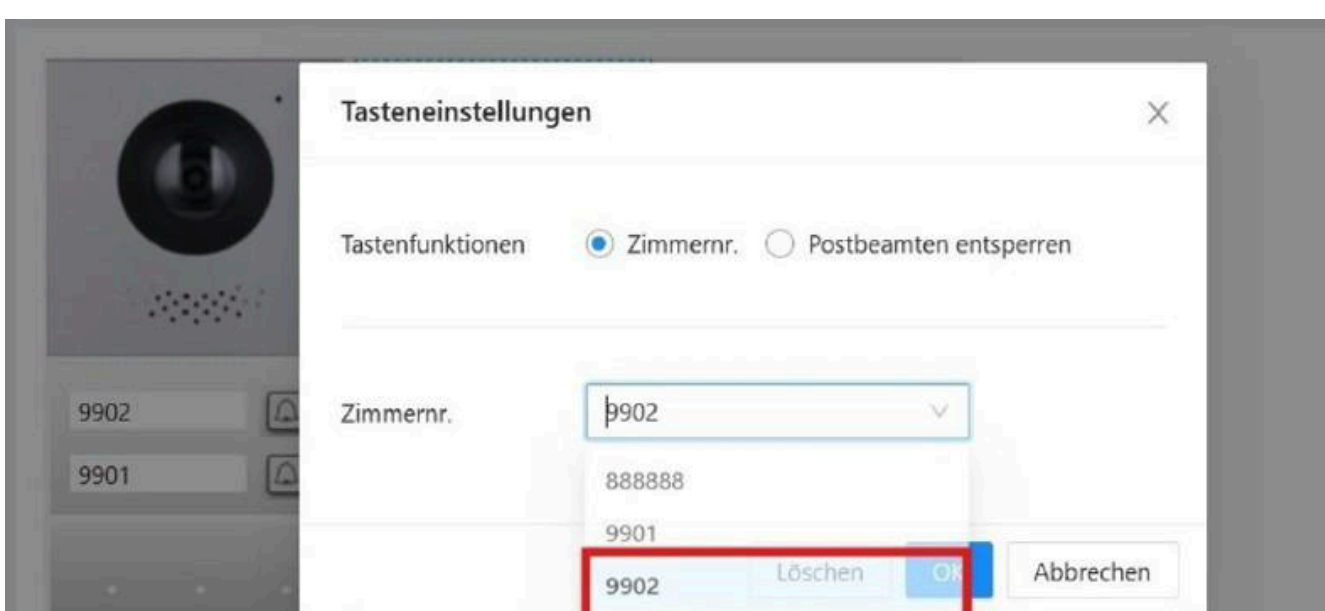 Tasteneinstellungen
Tastenfunktionen Zimmernr. Postbeamten entsperren
9902 Zimmernr. 9902
9901 888888
9901
9902 Löschen OK Abbrechen